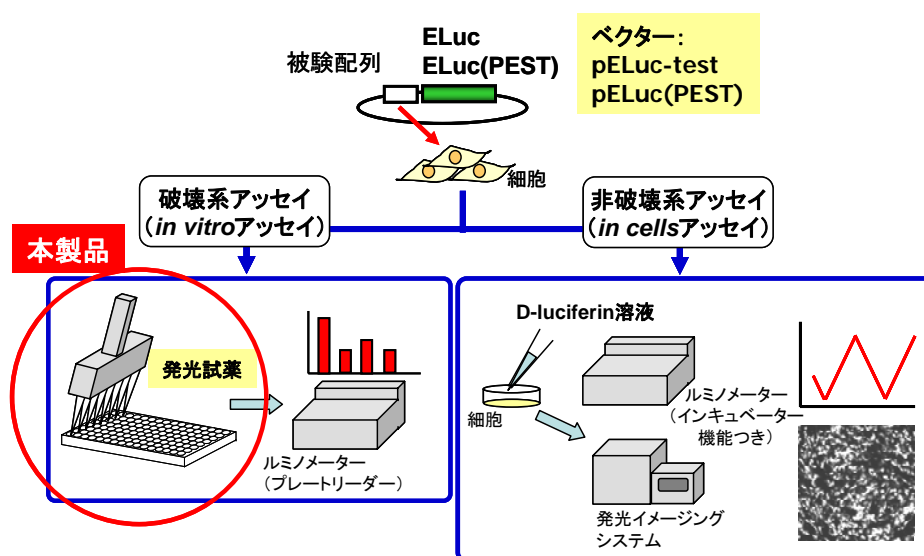 被験配列
ELuc
ELuc(PEST)
ベクター:
pELuc-test
pELuc(PEST)
細胞
破壊系アッセイ
(in vitroアッセイ)
非破壊系アッセイ
(in cellsアッセイ)
本製品
発光試薬
ルミノメーター
(プレートリーダー)
D-luciferin溶液
細胞
ルミノメーター
(インキュベーター
機能つき)
発光イメージング
システム